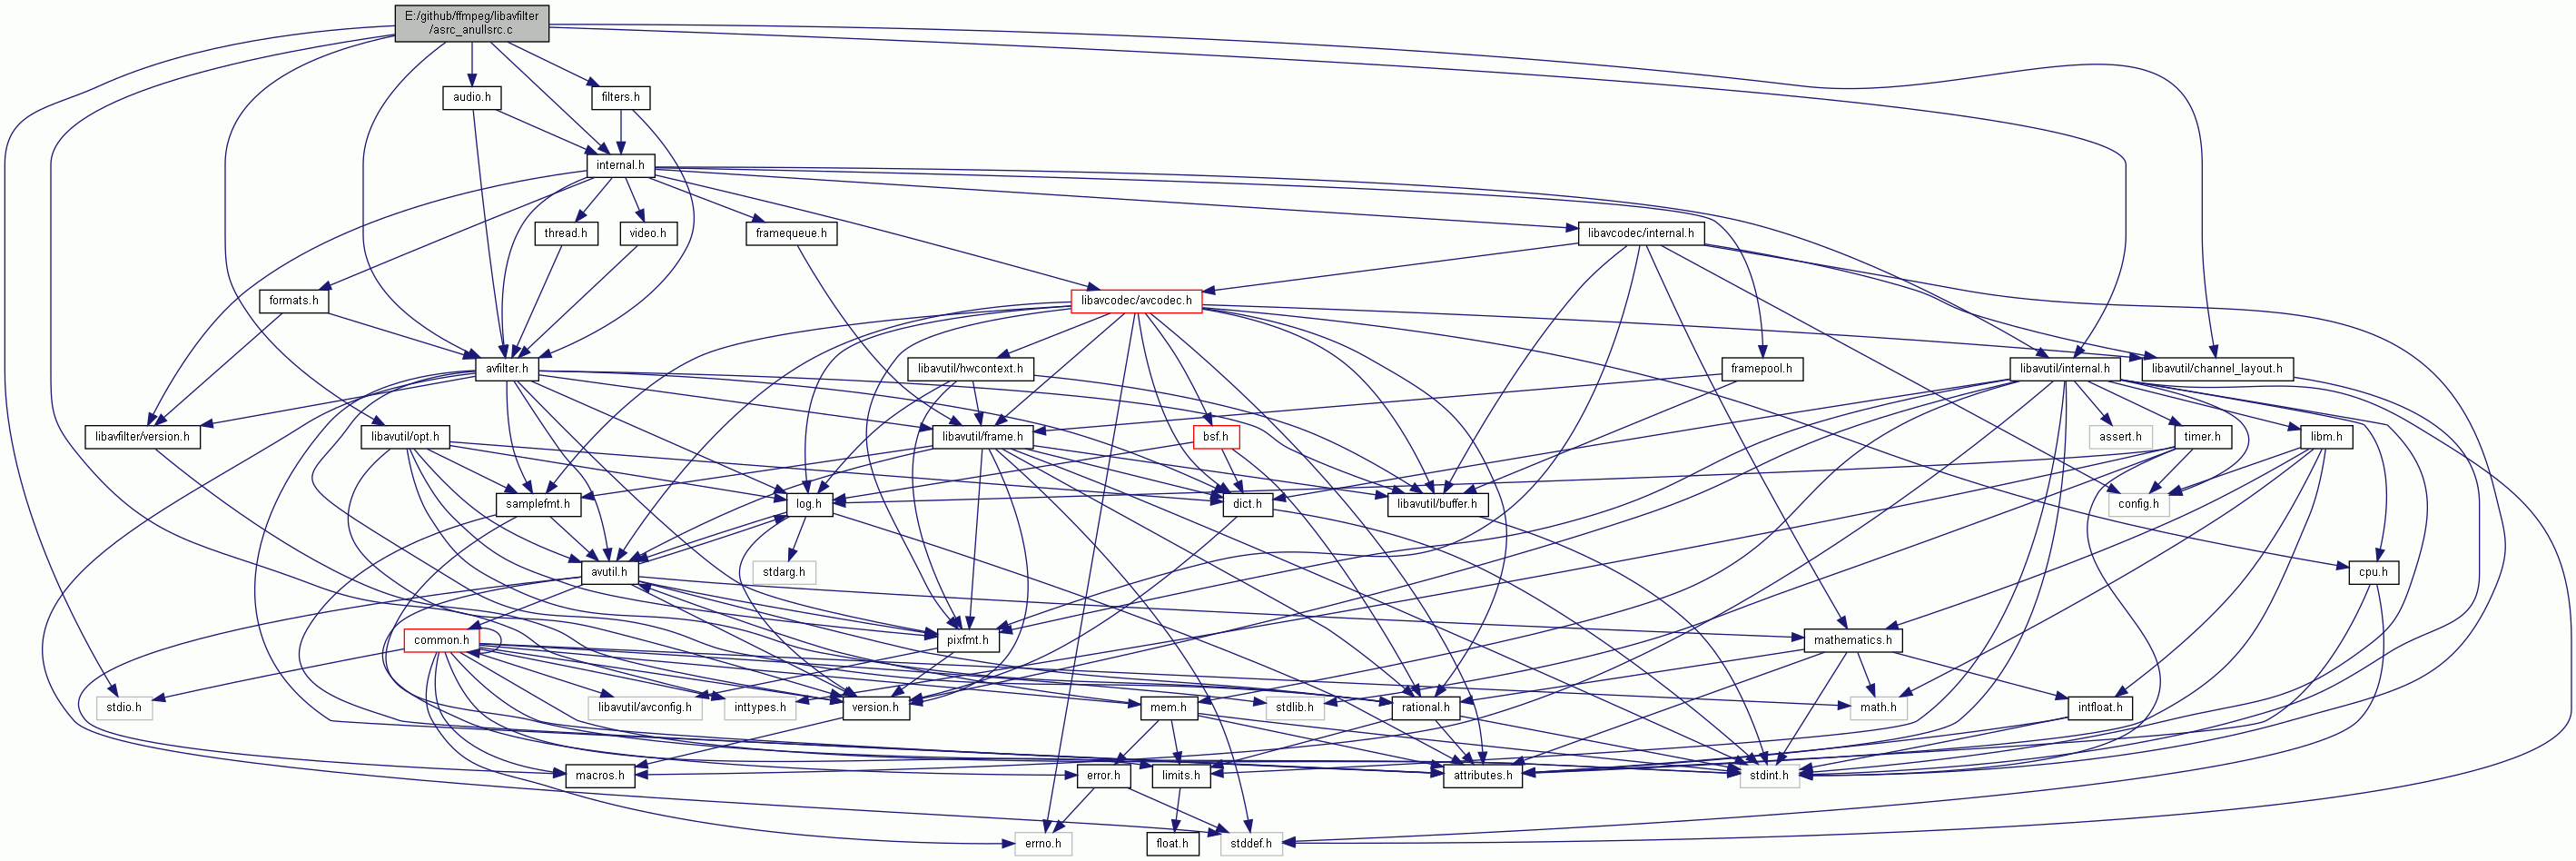 E:/github/ffmpeg/libavfilter
/asrc_anullsrc.c
audio.h
filters.h
internal.h
thread.h
video.h
framequeue.h
libavcodec/internal.h
formats.h
libavcodec/avcodec.h
avfilter.h
libavutil/hwcontext.h
framepool.h
libavutil/internal.h
libavutil/channel_layout.h
libavfilter/version.h
libavutil/opt.h
libavutil/frame.h
bsf.h
assert.h
timer.h
libm.h
samplefmt.h
log.h
dict.h
libavutil/buffer.h
config.h
avutil.h
stdarg.h
cpu.h
common.h
pixfmt.h
mathematics.h
stdio.h
libavutil/avconfig.h
inttypes.h
version.h
mem.h
stdlib.h
rational.h
math.h
intfloat.h
macros.h
error.h
limits.h
attributes.h
stdint.h
errno.h
float.h
stddef.h